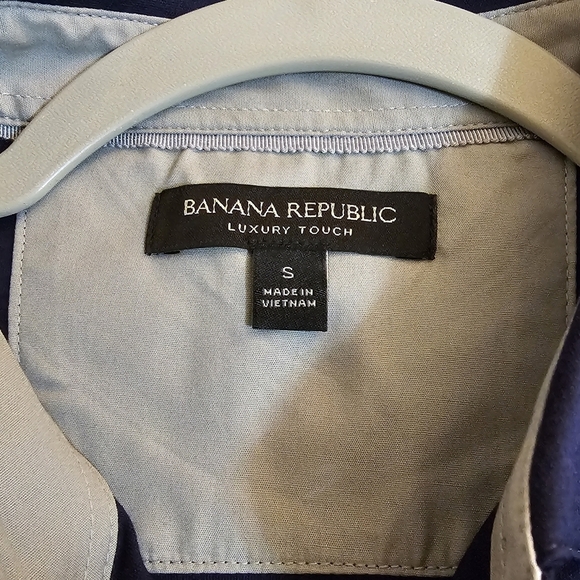 BANANA REPUBLIC
LUXURY TOUCH
S
MADE IN
VIETNAM